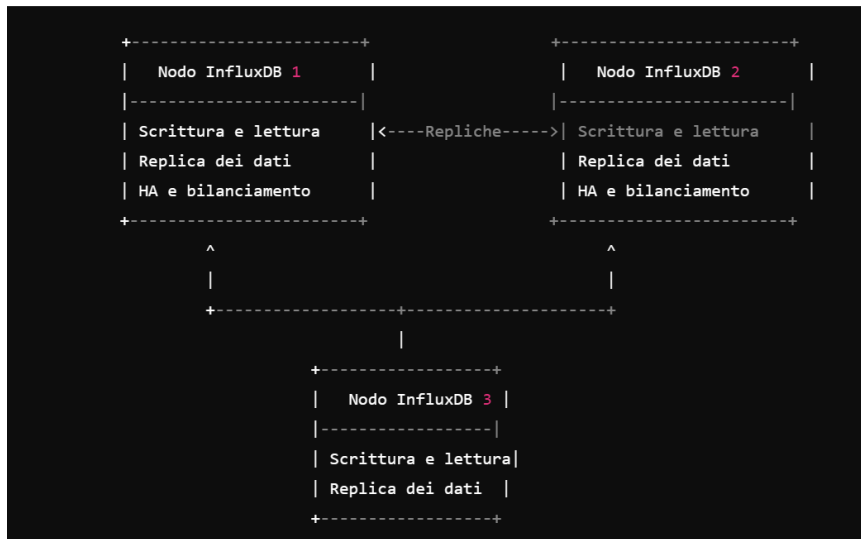 +------------------------+ +------------------------+
| Nodo InfluxDB 1 | | Nodo InfluxDB 2 |
|------------------------| |------------------------|
| Scrittura e lettura |<----Repliche----->| Scrittura e lettura |
| Replica dei dati | | Replica dei dati |
| HA e bilanciamento | | HA e bilanciamento |
+------------------------+ +------------------------+
^ ^
| |
+-------------------+---------------------+
|
+------------------+
| Nodo InfluxDB 3 |
|------------------|
| Scrittura e lettura|
| Replica dei dati |
+------------------+